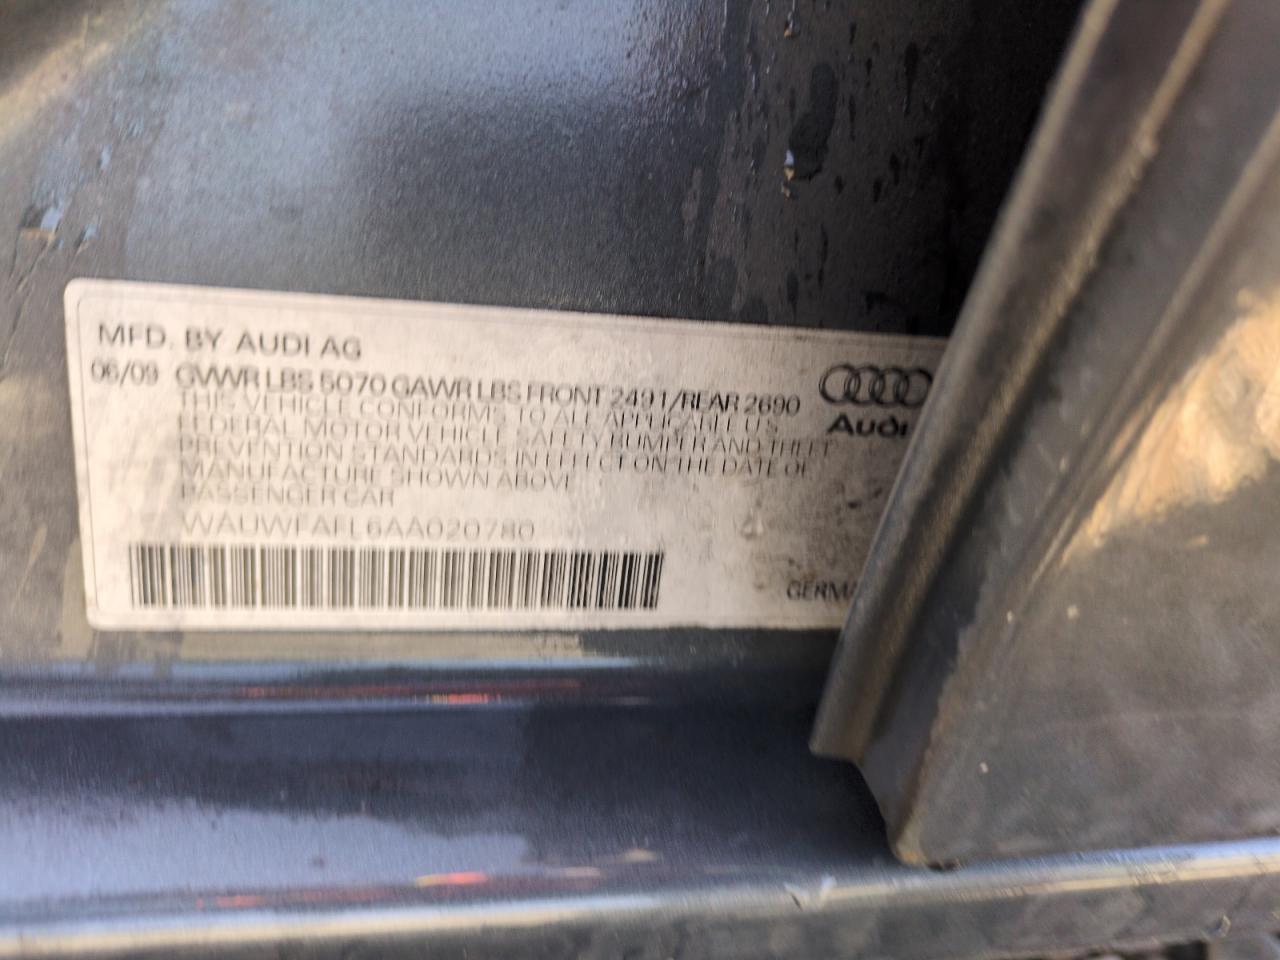 MFD. BY AUDI AG
06/09 GVWR LBS 5070 GAWR LBS FRONT 2491/REAR 2690
THIS VEHICLE CONFORMS TO ALL APPLICABLE U.S.
FEDERAL MOTOR VEHICLE SAFETY BUMPER AND THEFT
PREVENTION STANDARDS IN EFFECT ON THE DATE OF
MANUFACTURE SHOWN ABOVE
PASSENGER CAR
WAUWFAFL6AA020780
Audi
GERMA